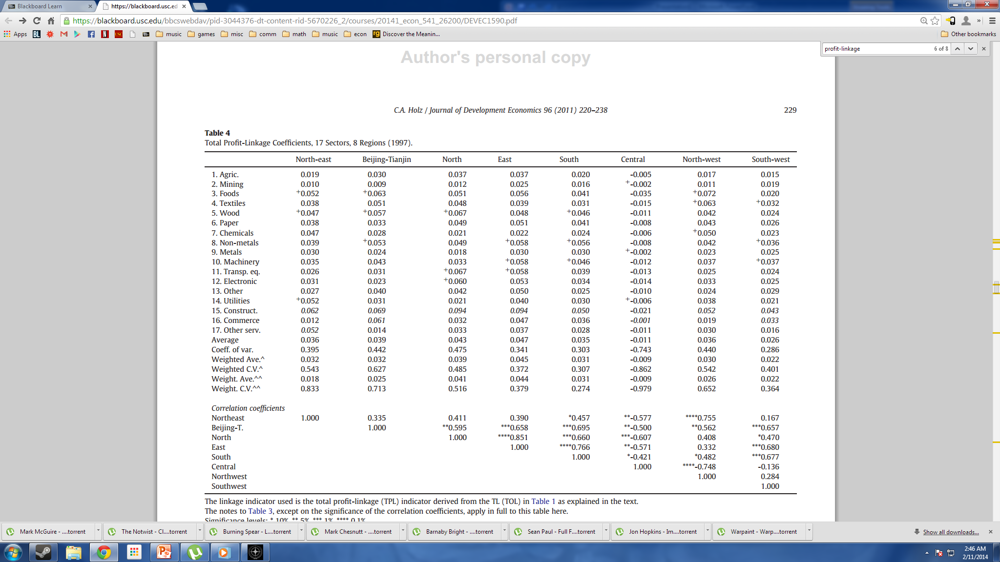 Blackboard Learn
https://blackboard.usc.ed
https://blackboard.usc.edu/bbcswebdav/pid-3044376-dt-content-rid-5670226_2/courses/20141_econ_541_26200/DEVEC1590.pdf
Apps BL N USC Bb music games misc comm math music econ rg Discover the Meanin... Other bookmarks
profit-linkage 6 of 8
Author's personal copy
C.A. Holz / Journal of Development Economics 96 (2011) 220–238 229
Table 4
Total Profit-Linkage Coefficients, 17 Sectors, 8 Regions (1997).
North-east Beijing-Tianjin North East South Central North-west South-west
1. Agric. 0.019 0.030 0.037 0.037 0.020 -0.005 0.017 0.015
2. Mining 0.010 0.009 0.012 0.025 0.016 +-0.002 0.011 0.019
3. Foods +0.052 +0.063 0.051 0.056 0.041 -0.035 +0.072 0.020
4. Textiles 0.038 0.051 0.048 0.039 0.031 -0.015 +0.063 +0.032
5. Wood +0.047 +0.057 +0.067 0.048 +0.046 -0.011 0.042 0.024
6. Paper 0.038 0.033 0.049 0.051 0.041 -0.008 0.043 0.026
7. Chemicals 0.047 0.028 0.021 0.022 0.024 -0.006 +0.050 0.023
8. Non-metals 0.039 +0.053 0.049 +0.058 +0.056 -0.008 0.042 +0.036
9. Metals 0.030 0.024 0.018 0.030 0.030 +-0.002 0.023 0.025
10. Machinery 0.035 0.043 0.033 +0.058 +0.046 -0.012 0.037 +0.037
11. Transp. eq. 0.026 0.031 +0.067 +0.058 0.039 -0.013 0.025 0.024
12. Electronic 0.031 0.023 +0.060 0.053 0.034 -0.014 0.033 0.025
13. Other 0.027 0.040 0.042 0.050 0.025 -0.010 0.024 0.029
14. Utilities +0.052 0.031 0.021 0.040 0.030 +-0.006 0.038 0.021
15. Construct. 0.062 0.069 0.094 0.094 0.050 -0.021 0.052 0.043
16. Commerce 0.012 0.061 0.032 0.047 0.036 -0.001 0.019 0.033
17. Other serv. 0.052 0.014 0.033 0.037 0.028 -0.011 0.030 0.016
Average 0.036 0.039 0.043 0.047 0.035 -0.011 0.036 0.026
Coeff. of var. 0.395 0.442 0.475 0.341 0.303 -0.743 0.440 0.286
Weighted Ave.^ 0.032 0.032 0.039 0.045 0.031 -0.009 0.030 0.022
Weighted C.V.^ 0.543 0.627 0.485 0.372 0.307 -0.862 0.542 0.401
Weight. Ave.^^ 0.018 0.025 0.041 0.044 0.031 -0.009 0.026 0.022
Weight. C.V.^^ 0.833 0.713 0.516 0.379 0.274 -0.979 0.652 0.364
Correlation coefficients
Northeast 1.000 0.335 0.411 0.390 *0.457 **-0.577 ****0.755 0.167
Beijing-T. 1.000 **0.595 ***0.658 ***0.695 **-0.500 **0.562 ***0.657
North 1.000 ****0.851 ***0.660 ***-0.607 0.408 *0.470
East 1.000 ****0.766 **-0.571 0.332 ***0.680
South 1.000 *-0.421 *0.482 ***0.677
Central 1.000 ****-0.748 -0.136
Northwest 1.000 0.284
Southwest 1.000
The linkage indicator used is the total profit-linkage (TPL) indicator derived from the TL (TOL) in Table 1 as explained in the text.
The notes to Table 3, except on the significance of the correlation coefficients, apply in full to this table here.
Significance levels: * 10%, ** 5%, *** 1%, **** 0.1%
Mark McGuire - ....torrent The Notwist - Cl....torrent Burning Spear - L....torrent Mark Chesnutt - ....torrent Barnaby Bright - ....torrent Sean Paul - Full F....torrent Jon Hopkins - Im....torrent Warpaint - Warp....torrent Show all downloads...
2:46 AM
2/11/2014